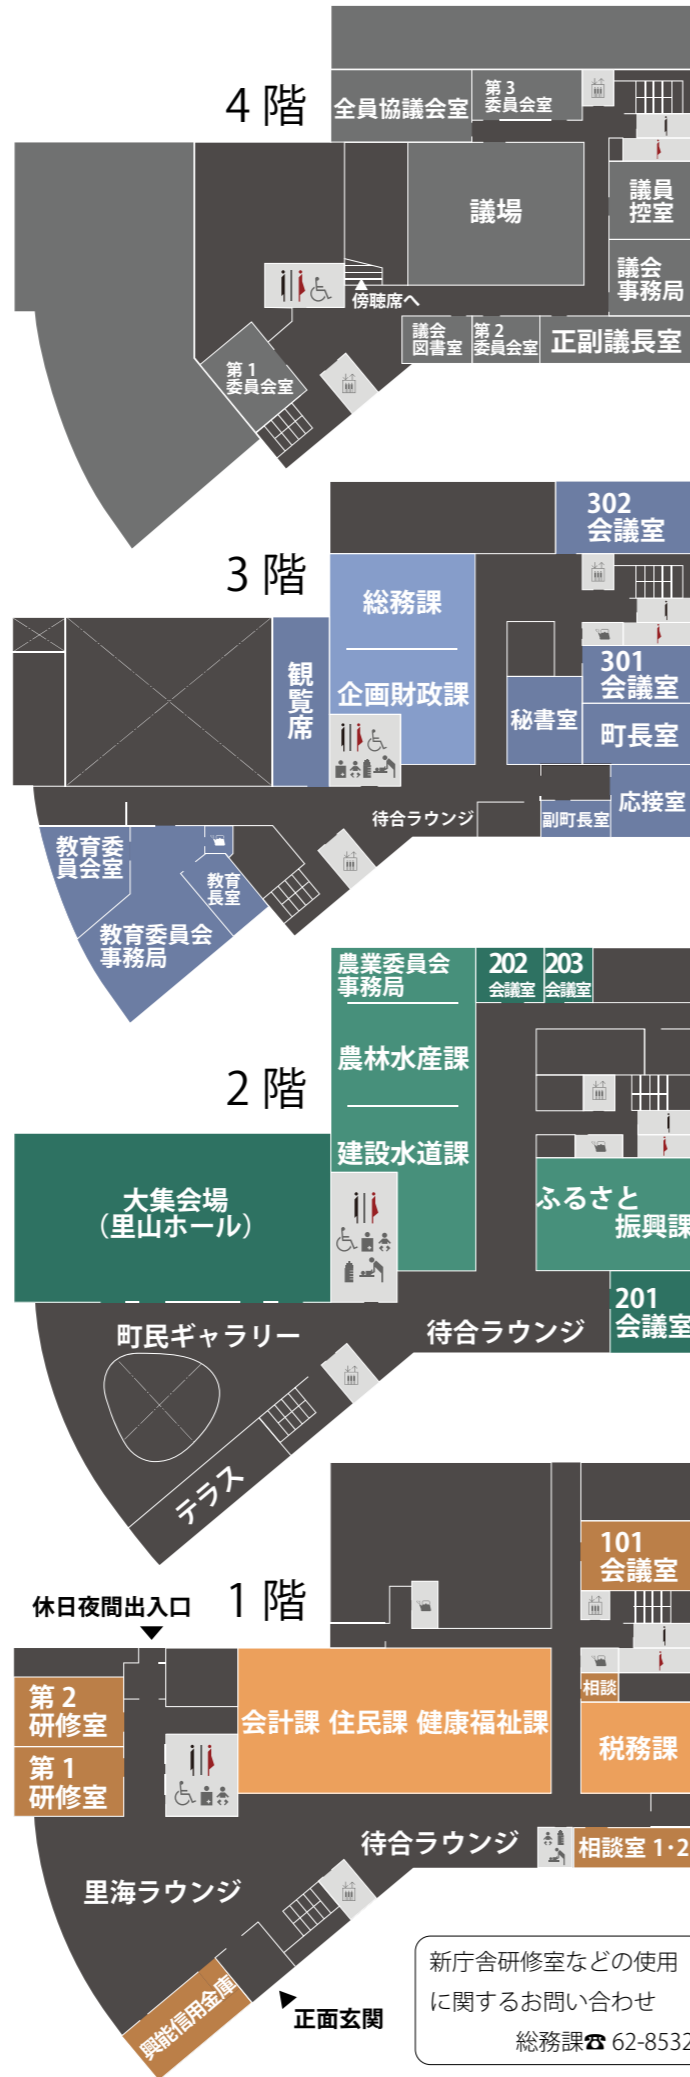 4 階
全員協議会室
第 3
委員会室
議場
議員
控室
議会
事務局
傍聴席へ
議会
図書室
第 2
委員会室
正副議長室
第 1
委員会室
3 階
302
会議室
総務課
企画財政課
観覧席
301
会議室
秘書室
町長室
応接室
副町長室
待合ラウンジ
教育委
員会室
教育
長室
教育委員会
事務局
2 階
農業委員会
事務局
202
会議室
203
会議室
農林水産課
建設水道課
大集会場
（里山ホール）
ふるさと
振興課
201
会議室
町民ギャラリー
待合ラウンジ
テラス
1 階
101
会議室
休日夜間出入口
第 2
研修室
第 1
研修室
会計課 住民課 健康福祉課
相談
税務課
待合ラウンジ
相談室 1・2
里海ラウンジ
興能信用金庫
正面玄関
新庁舎研修室などの使用
に関するお問い合わせ
総務課☎ 62-8532